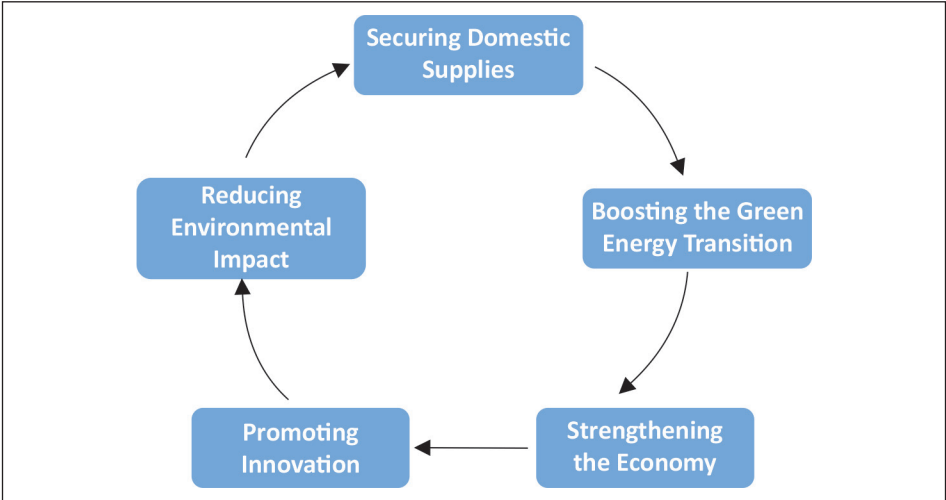 Securing Domestic
Supplies
Boosting the Green
Energy Transition
Strengthening
the Economy
Promoting
Innovation
Reducing
Environmental
Impact